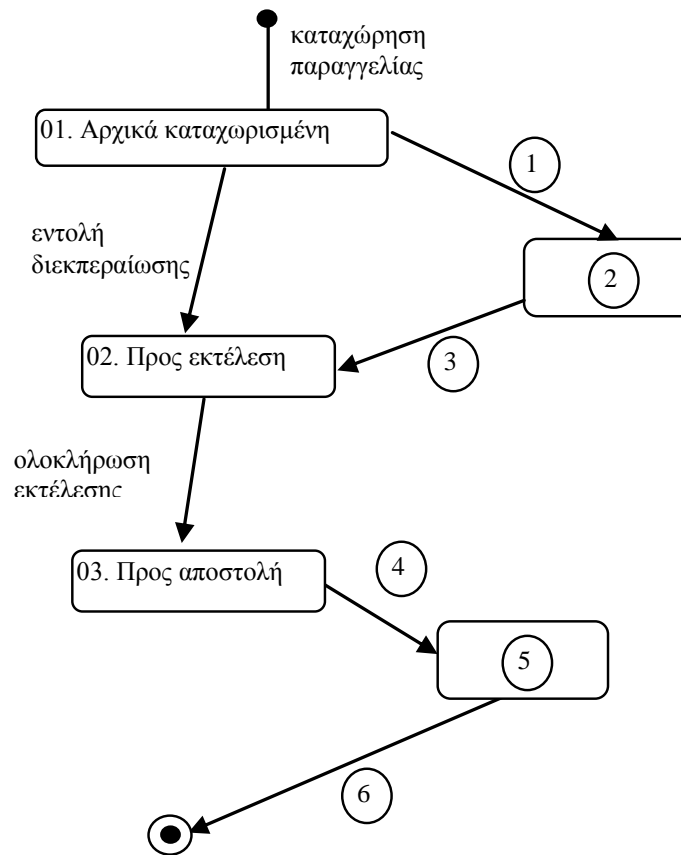 καταχώρηση
παραγγελίας
01. Αρχικά καταχωρισμένη
1
εντολή
διεκπεραίωσης
2
02. Προς εκτέλεση
3
ολοκλήρωση
εκτέλεσης
03. Προς αποστολή
4
5
6